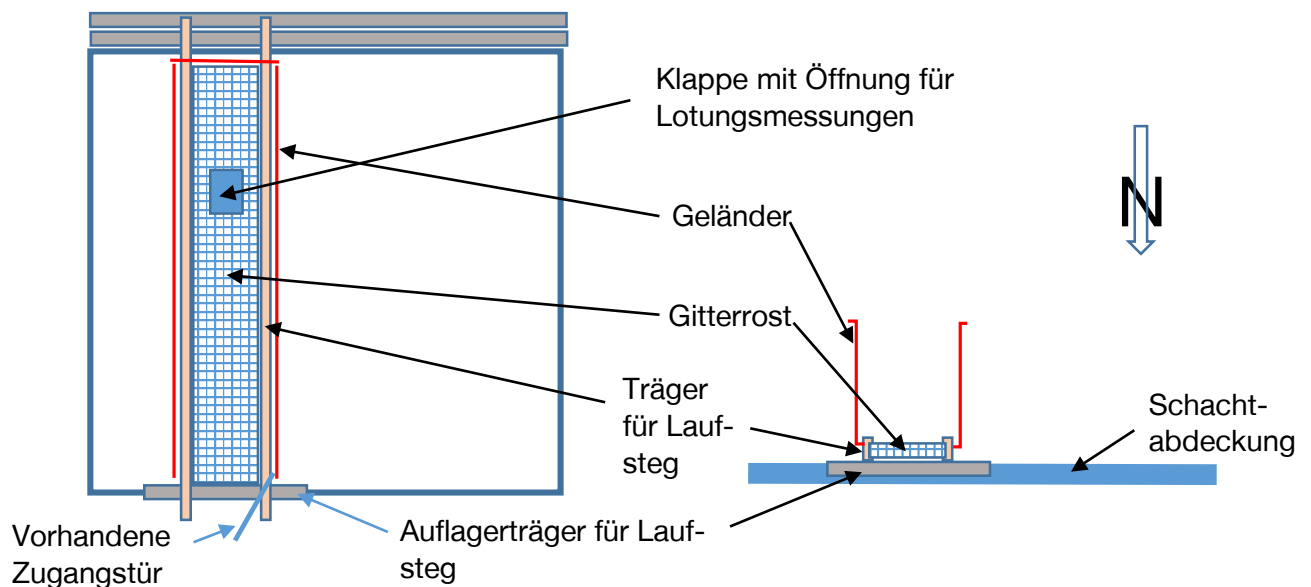 Klappe mit Öffnung für
Lotungsmessungen
Geländer
N
Gitterrost
Träger
für Lauf-
steg
Schacht-
abdeckung
Vorhandene
Zugangstür
Auflagerträger für Lauf-
steg